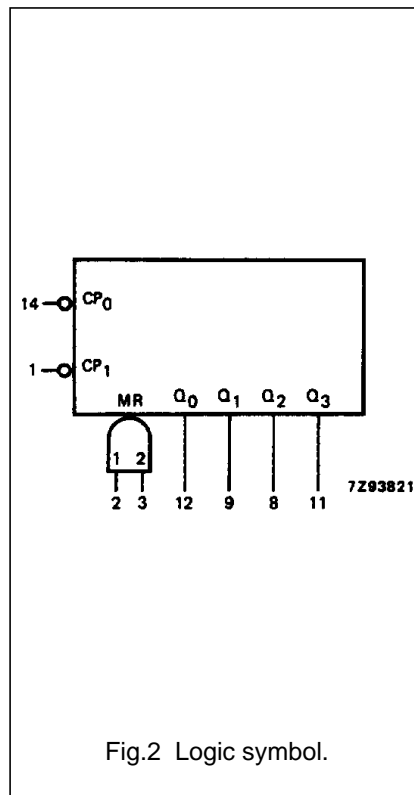 14 CP0
1 CP1
MR Q0 Q1 Q2 Q3
1 2
2 3 12 9 8 11
7Z93821
Fig.2 Logic symbol.